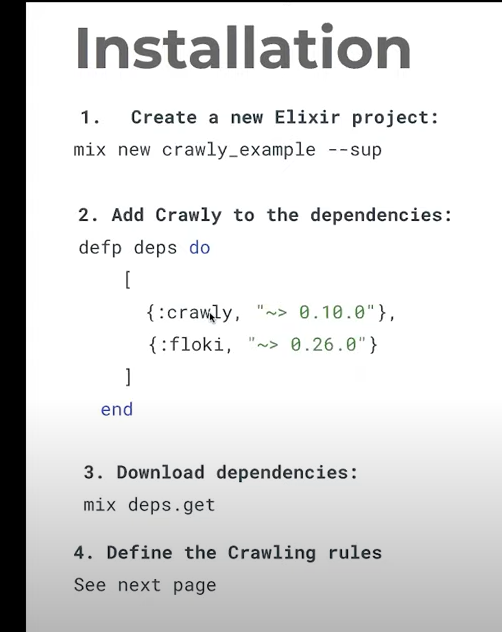 Installation
1. Create a new Elixir project:
mix new crawly_example --sup
2. Add Crawly to the dependencies:
defp deps do
[
{:crawly, "~> 0.10.0"},
{:floki, "~> 0.26.0"}
]
end
3. Download dependencies:
mix deps.get
4. Define the Crawling rules
See next page